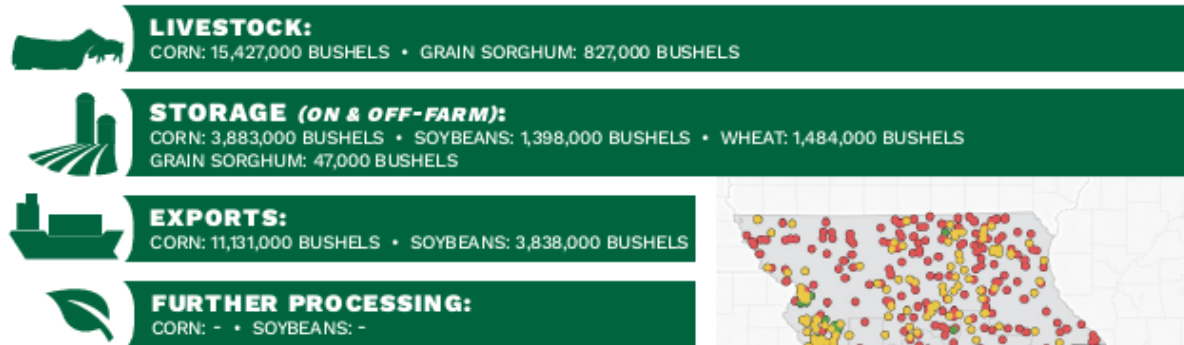 LIVESTOCK:
CORN: 15,427,000 BUSHELS • GRAIN SORGHUM: 827,000 BUSHELS
STORAGE (ON & OFF-FARM):
CORN: 3,883,000 BUSHELS • SOYBEANS: 1,398,000 BUSHELS • WHEAT: 1,484,000 BUSHELS
GRAIN SORGHUM: 47,000 BUSHELS
EXPORTS:
CORN: 11,131,000 BUSHELS • SOYBEANS: 3,838,000 BUSHELS
FURTHER PROCESSING:
CORN: - • SOYBEANS: -